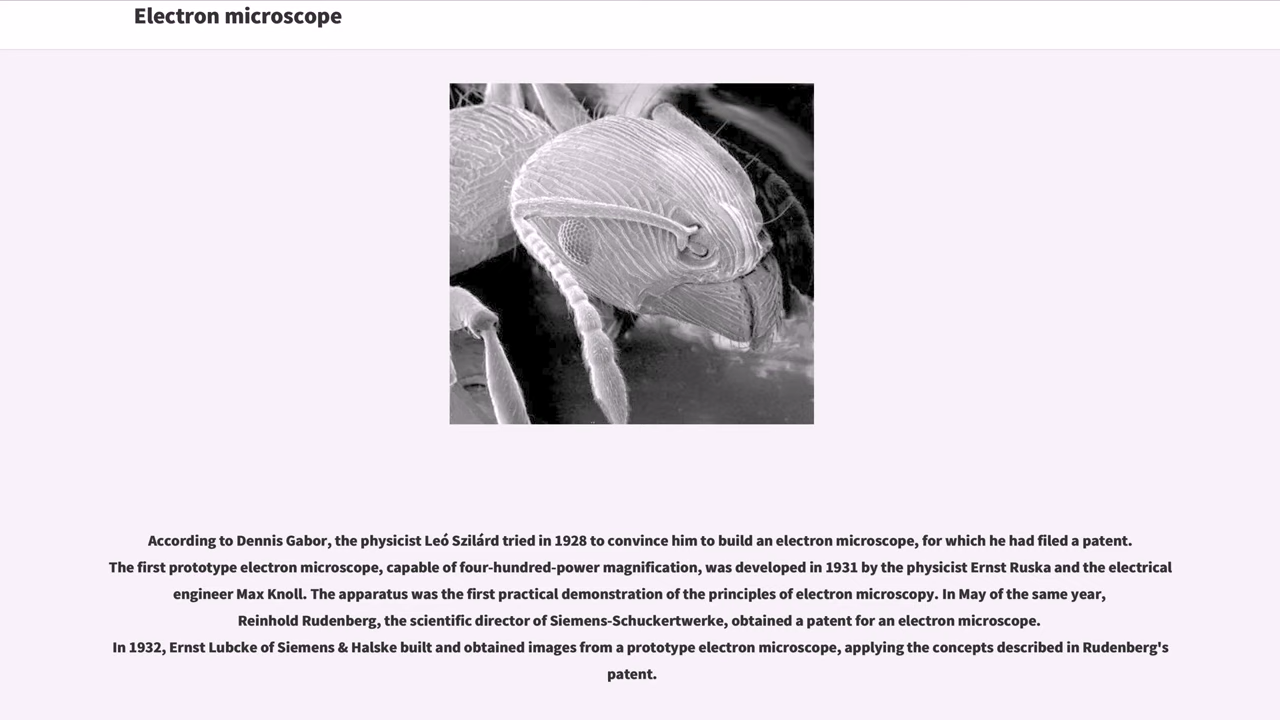 Electron microscope
According to Dennis Gabor, the physicist Leó Szilárd tried in 1928 to convince him to build an electron microscope, for which he had filed a patent.
The first prototype electron microscope, capable of four-hundred-power magnification, was developed in 1931 by the physicist Ernst Ruska and the electrical
engineer Max Knoll. The apparatus was the first practical demonstration of the principles of electron microscopy. In May of the same year,
Reinhold Rudenberg, the scientific director of Siemens-Schuckertwerke, obtained a patent for an electron microscope.
In 1932, Ernst Lubcke of Siemens & Halske built and obtained images from a prototype electron microscope, applying the concepts described in Rudenberg's
patent.